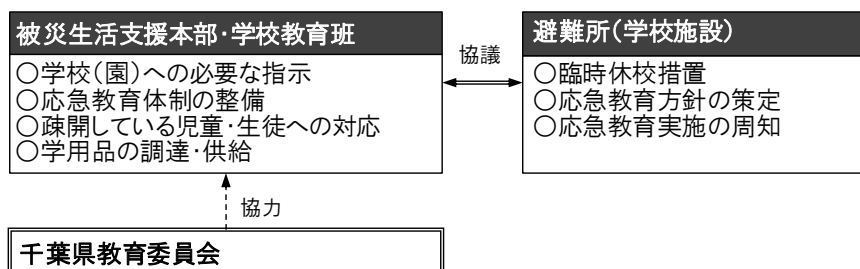 被災生活支援本部・学校教育班
○学校（園）への必要な指示
○応急教育体制の整備
○疎開している児童・生徒への対応
○学用品の調達・供給
協議
避難所（学校施設）
○臨時休校措置
○応急教育方針の策定
○応急教育実施の周知
協力
千葉県教育委員会